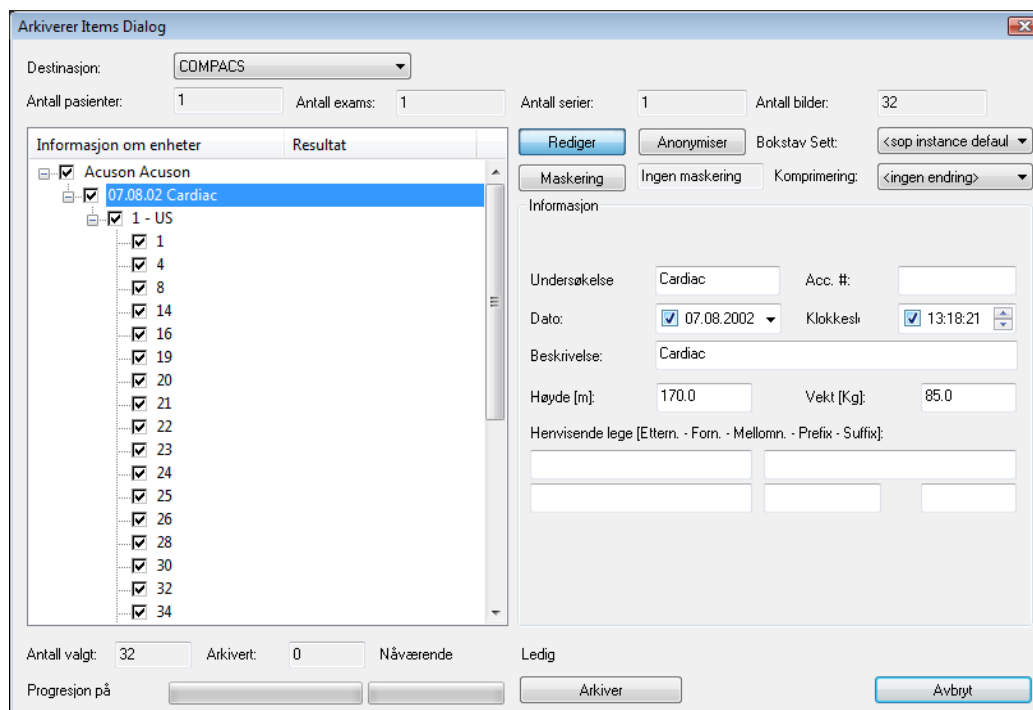 Arkiverer Items Dialog
Destinasjon: COMPACS
Antall pasienter: 1 Antall exams: 1 Antall serier: 1 Antall bilder: 32
Informasjon om enheter Resultat
Acuson Acuson
07.08.02 Cardiac
1 - US
1
4
8
14
16
19
20
21
22
23
24
25
26
28
30
32
34
Rediger Anonymiser Bokstav Sett: <sop instance defaul
Maskering Ingen maskering Komprimering: <ingen endring>
Informasjon
Undersøkelse Cardiac Acc. #:
Dato: 07.08.2002 Klokkesl 13:18:21
Beskrivelse: Cardiac
Høyde [m]: 170.0 Vekt [Kg]: 85.0
Henvisende lege [Ettern. - Forn. - Mellomn. - Prefix - Suffix]:
Antall valgt: 32 Arkivert: 0 Nåværende Ledig
Progresjon på Arkiver Avbryt